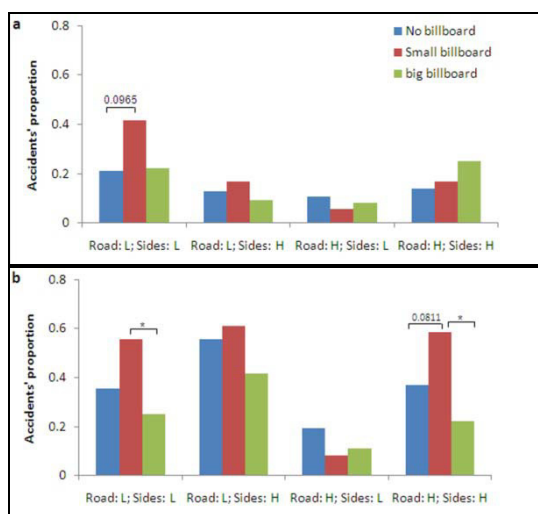 a
0.8
0.6
0.4
0.2
0
Accidents' proportion
No billboard
Small billboard
big billboard
0.0965
Road: L; Sides: L
Road: L; Sides: H
Road: H; Sides: L
Road: H; Sides: H
b
0.8
0.6
0.4
0.2
0
Accidents' proportion
*
0.0811
*
Road: L; Sides: L
Road: L; Sides: H
Road: H; Sides: L
Road: H; Sides: H